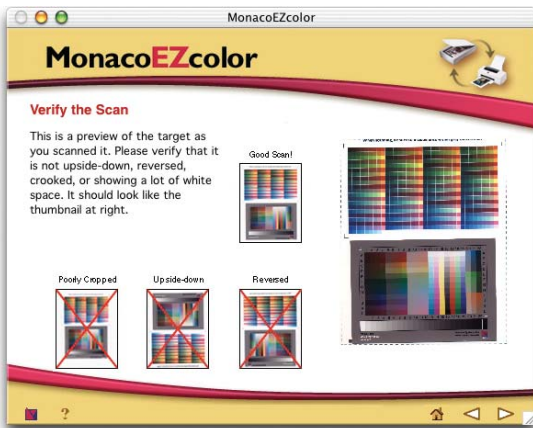 MonacoEZcolor
MonacoEZcolor
Verify the Scan
This is a preview of the target as
you scanned it. Please verify that it
is not upside-down, reversed,
crooked, or showing a lot of white
space. It should look like the
thumbnail at right.
Good Scan!
Poorly Cropped
Upside-down
Reversed
?